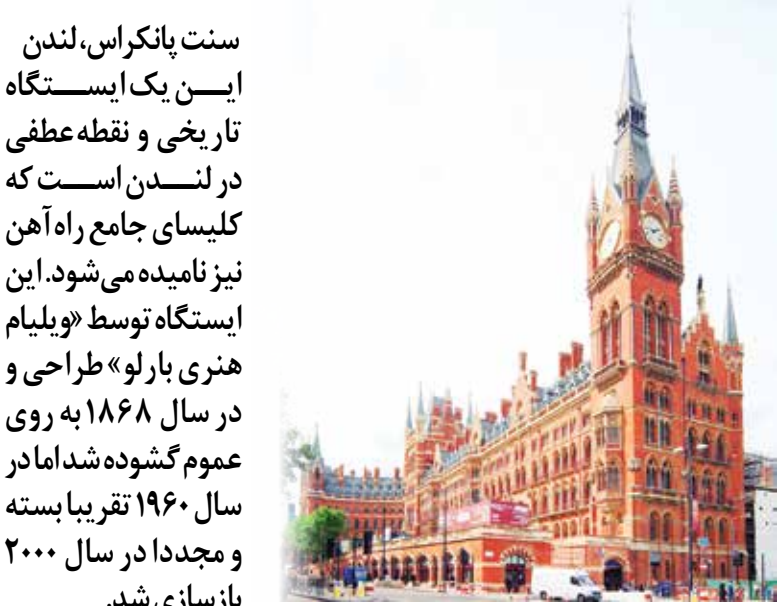 سنت پانکراس، لندن
ایـــن یک ایســـتگاه
تاریخی و نقطه عطفی
در لنـــدن اســـت که
کلیسای جامع راه آهن
نیز نامیده می‌شود. این
ایستگاه توسط «ویلیام
هنری بارلو» طراحی و
در سال ۱۸۶۸ به روی
عموم گشوده شد اما در
سال ۱۹۶۰ تقریبا بسته
و مجددا در سال ۲۰۰۰
بازسازی شد.